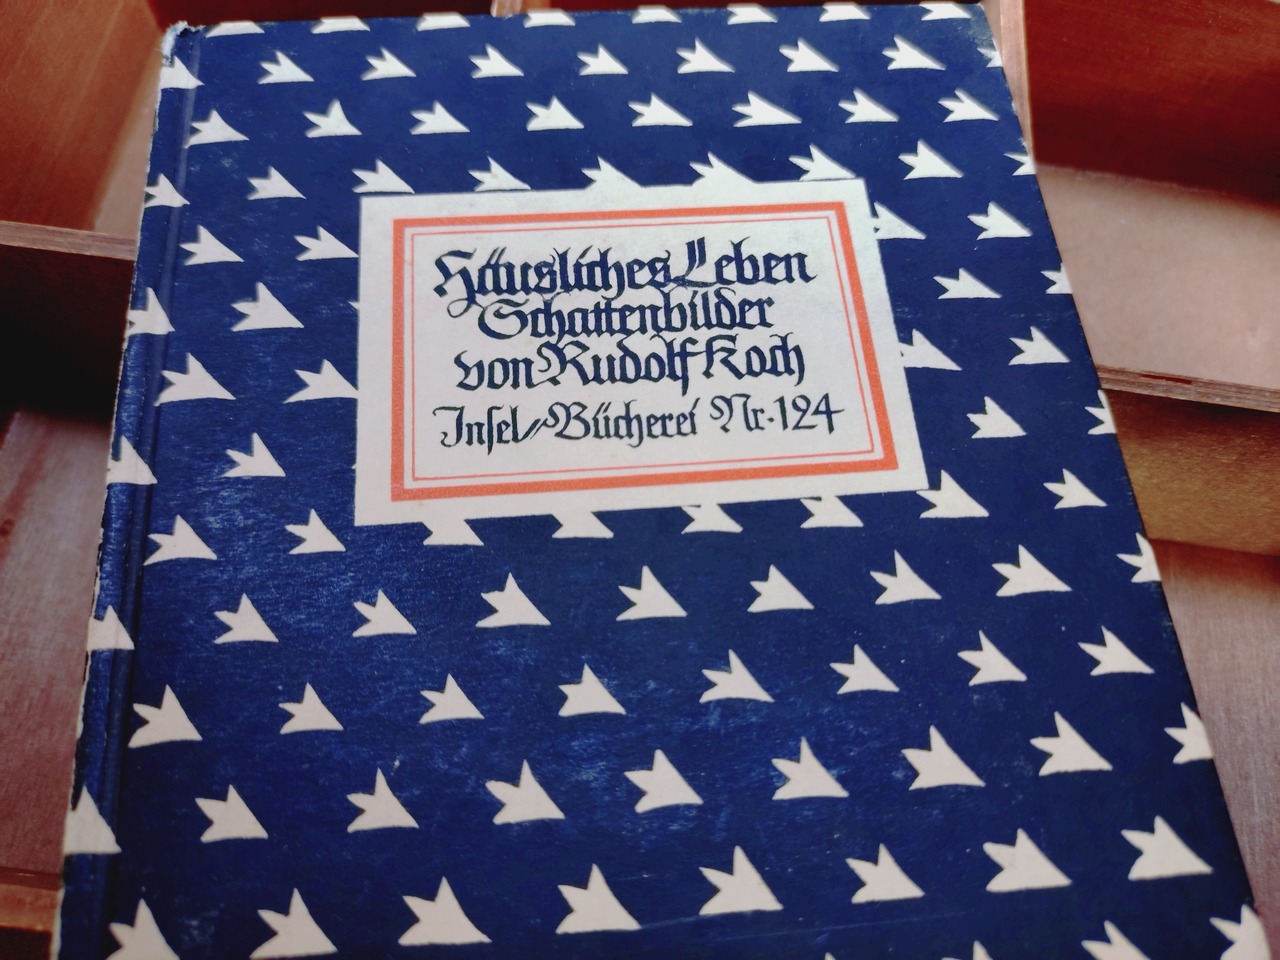 Häusliches Leben
Schattenbilder
von Rudolf Koch
Insel-Bücherei Nr. 124